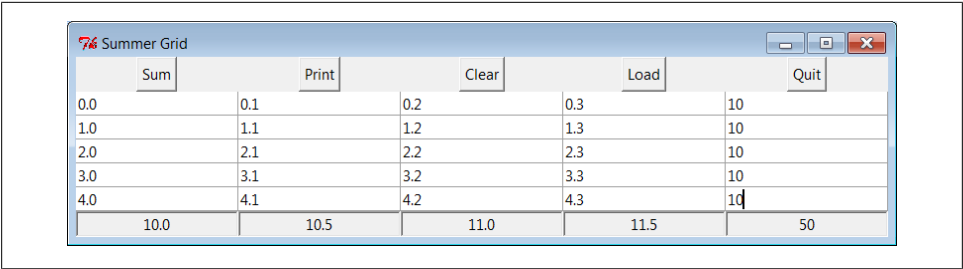 Summer Grid
Sum Print Clear Load Quit
0.0 0.1 0.2 0.3 10
1.0 1.1 1.2 1.3 10
2.0 2.1 2.2 2.3 10
3.0 3.1 3.2 3.3 10
4.0 4.1 4.2 4.3 10
10.0 10.5 11.0 11.5 50